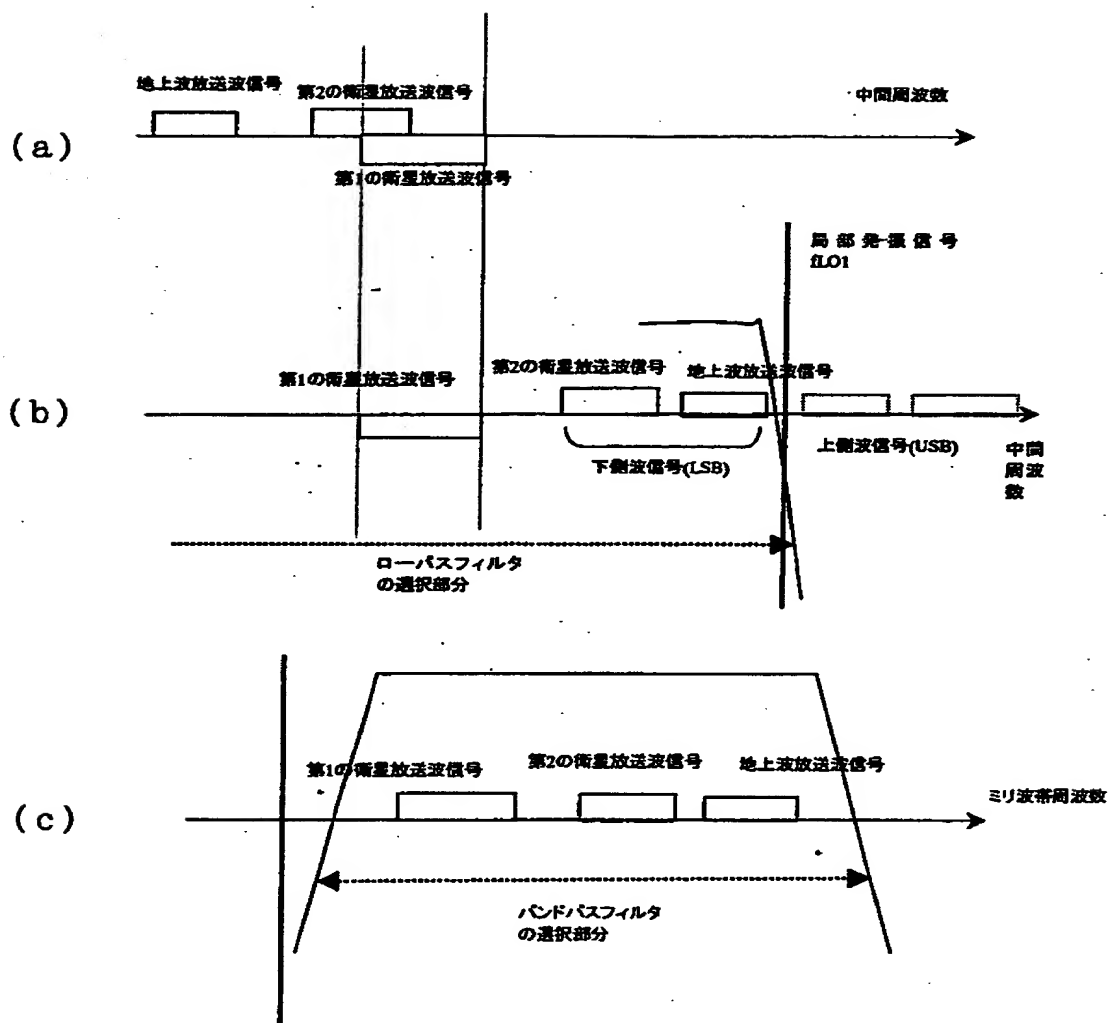 地上波放送波信号
第2の衛星放送波信号
中間周波数
(a)
第1の衛星放送波信号
局部発振信号
fLO1
第1の衛星放送波信号
第2の衛星放送波信号
地上波放送波信号
(b)
下側波信号(LSB)
上側波信号(USB)
中間
周波
数
ローパスフィルタ
の選択部分
第1の衛星放送波信号
第2の衛星放送波信号
地上波放送波信号
ミリ波帯周波数
(c)
バンドパスフィルタ
の選択部分